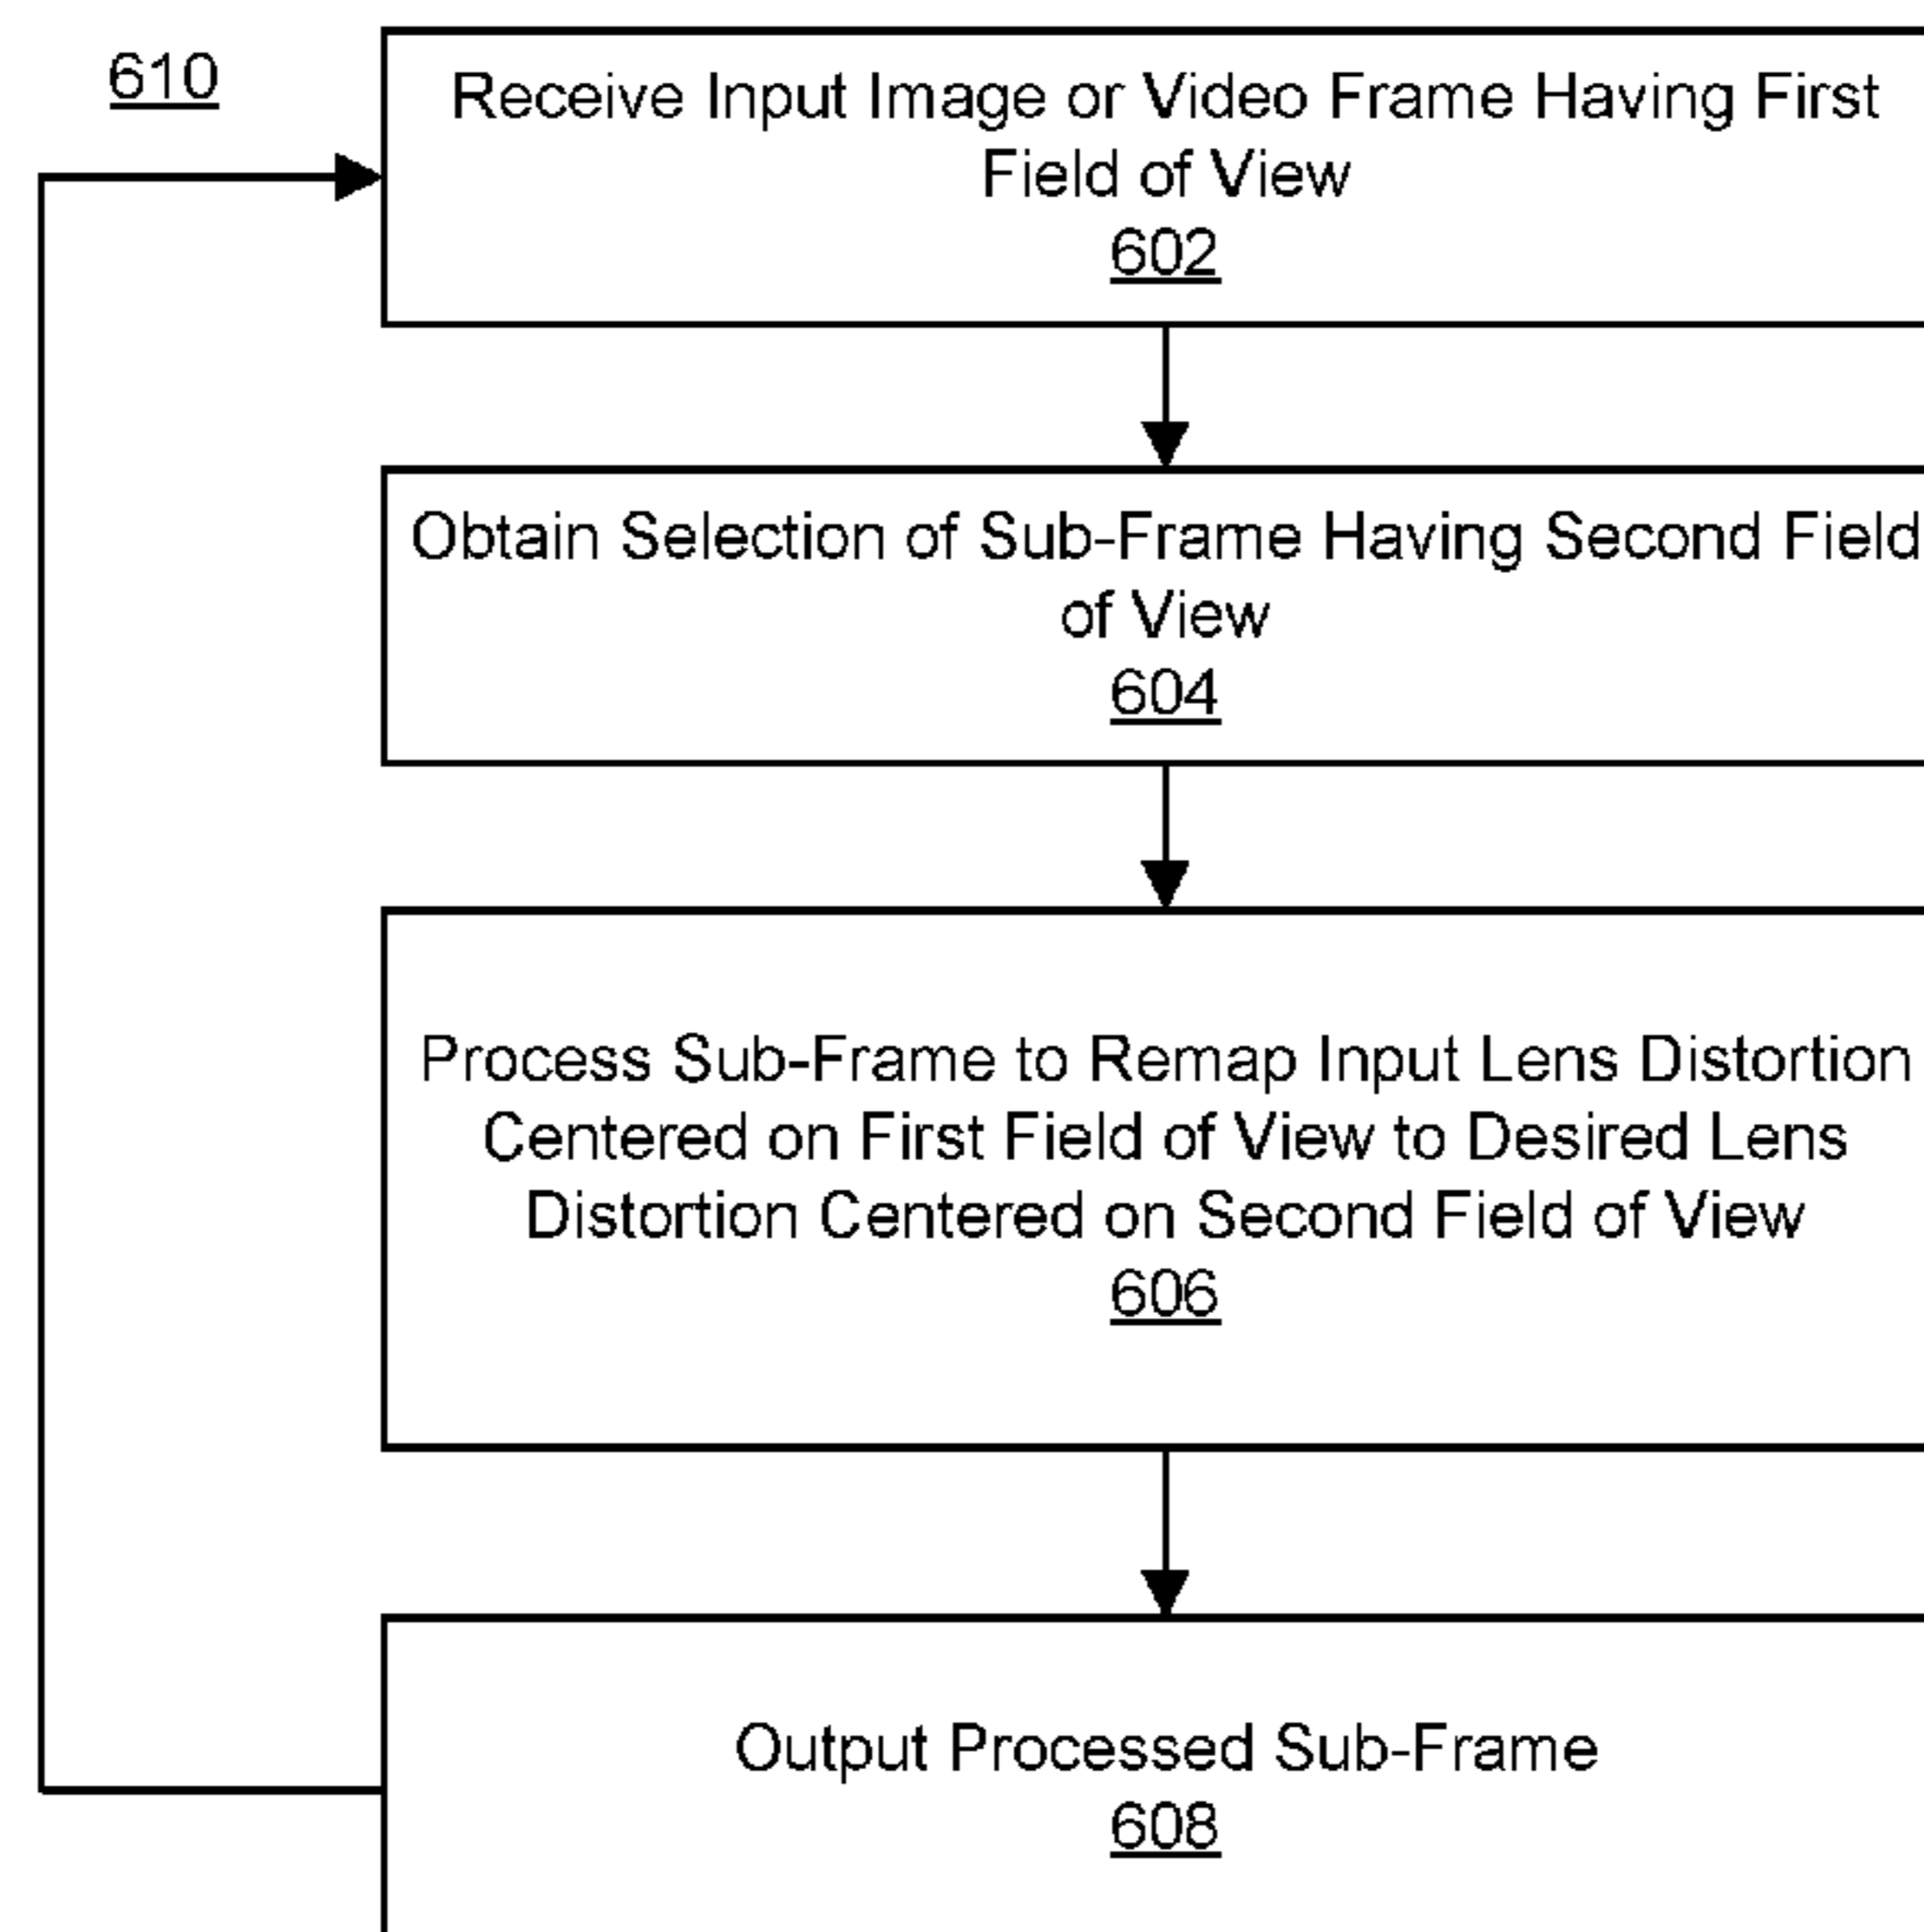 610
Receive Input Image or Video Frame Having First
Field of View
602
Obtain Selection of Sub-Frame Having Second Field
of View
604
Process Sub-Frame to Remap Input Lens Distortion
Centered on First Field of View to Desired Lens
Distortion Centered on Second Field of View
606
Output Processed Sub-Frame
608